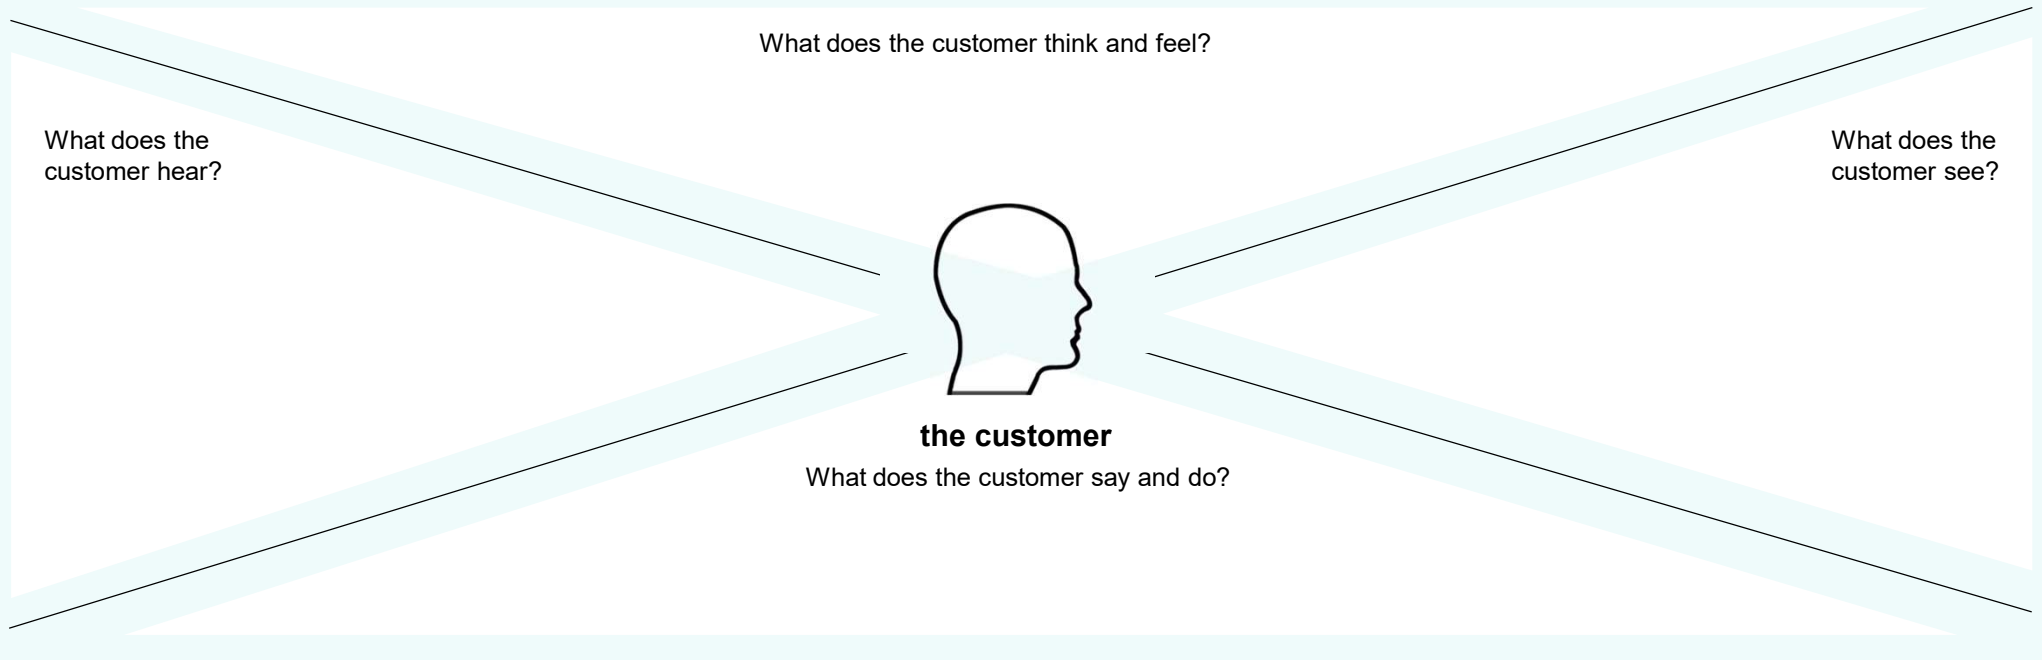 What does the customer think and feel?
What does the
customer hear?
What does the
customer see?
the customer
What does the customer say and do?